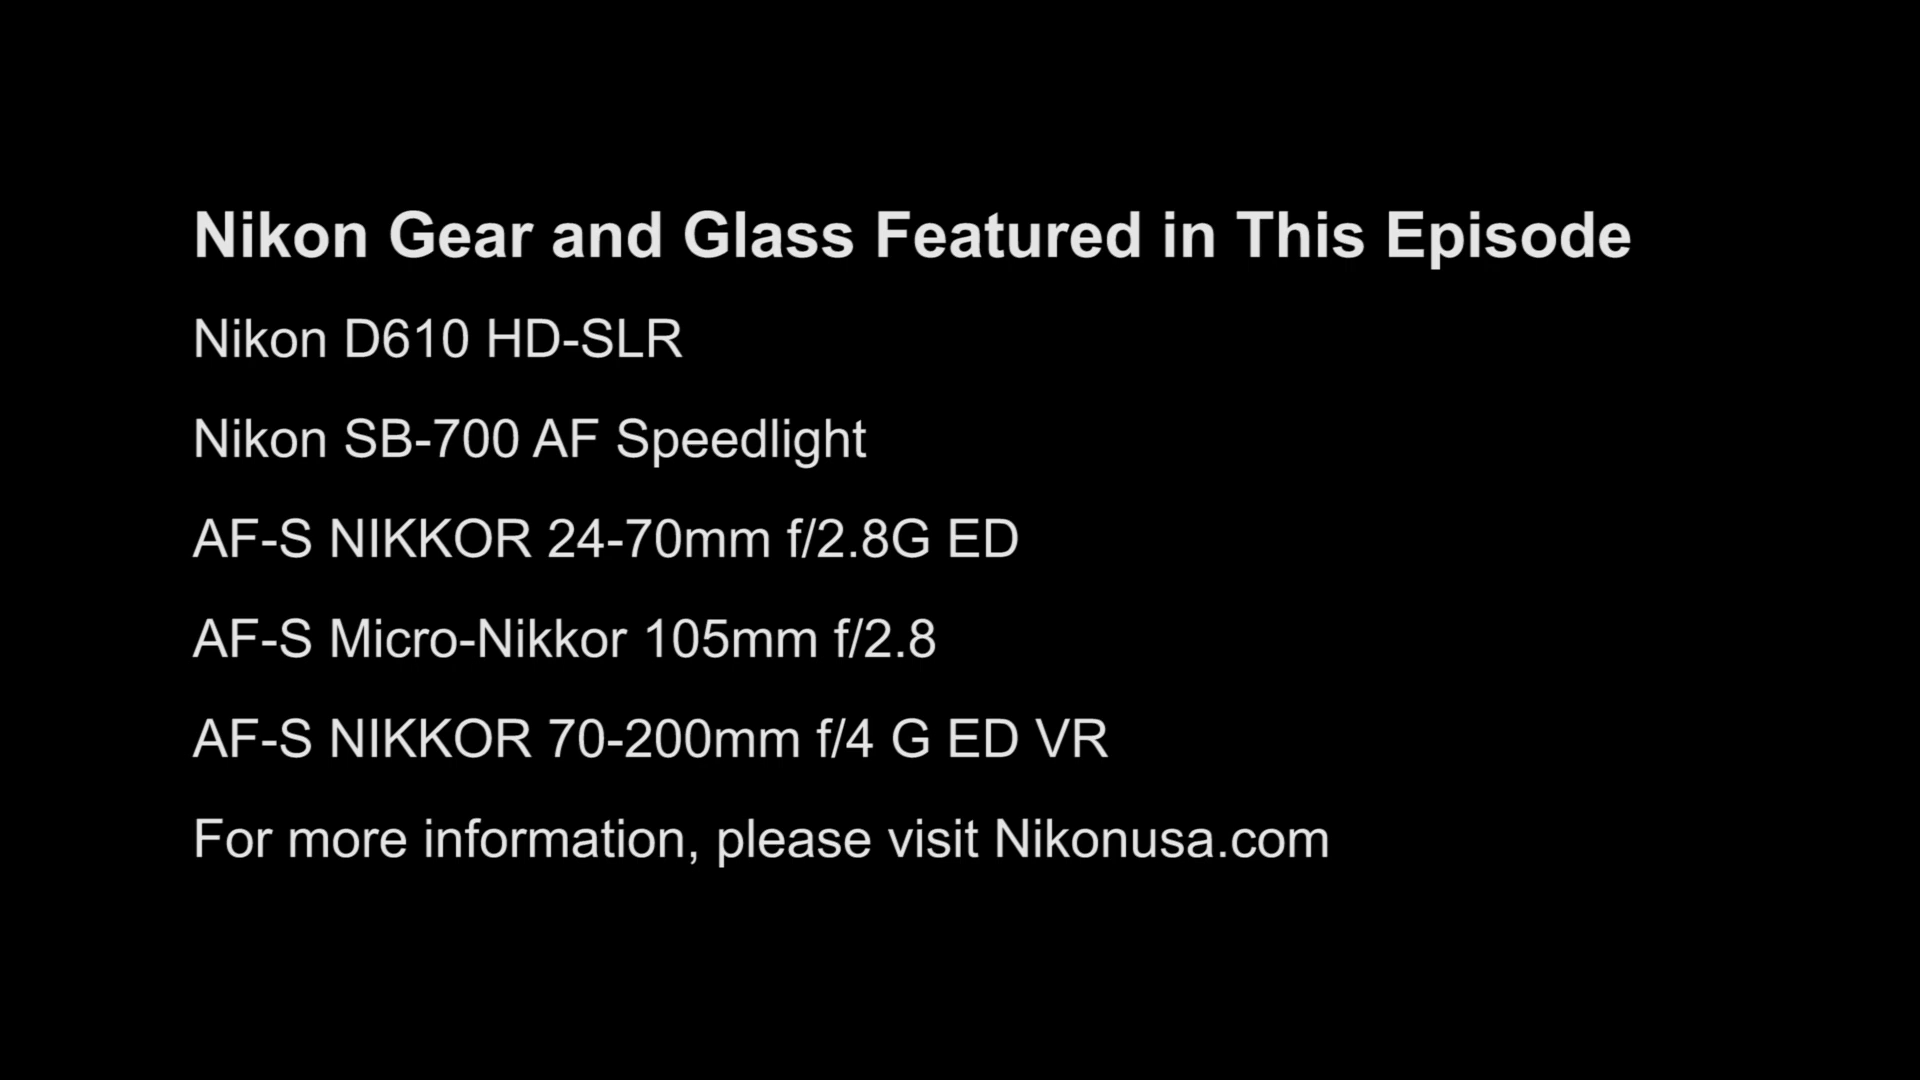 Nikon Gear and Glass Featured in This Episode
Nikon D610 HD-SLR
Nikon SB-700 AF Speedlight
AF-S NIKKOR 24-70mm f/2.8G ED
AF-S Micro-Nikkor 105mm f/2.8
AF-S NIKKOR 70-200mm f/4 G ED VR
For more information, please visit Nikonusa.com